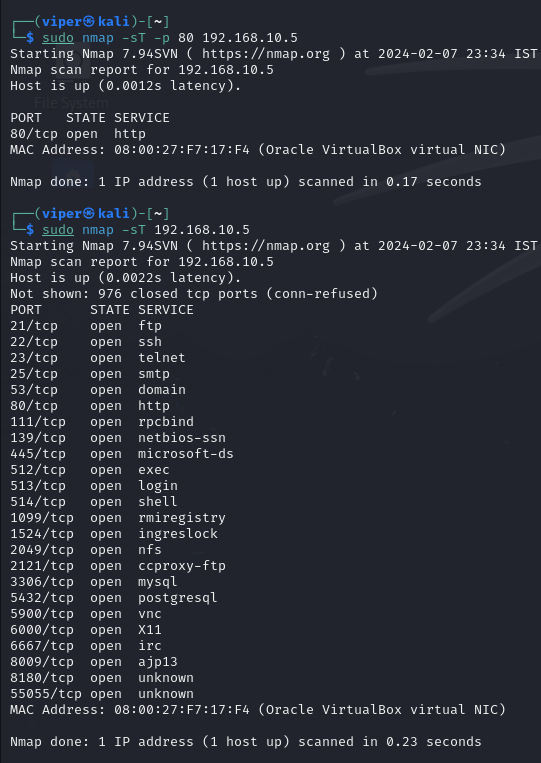 ┌──(viper㉿kali)-[~]
└─$ sudo nmap -sT -p 80 192.168.10.5
Starting Nmap 7.94SVN ( https://nmap.org ) at 2024-02-07 23:34 IST
Nmap scan report for 192.168.10.5
Host is up (0.0012s latency).
File System
PORT   STATE SERVICE
80/tcp open  http
MAC Address: 08:00:27:F7:17:F4 (Oracle VirtualBox virtual NIC)
Nmap done: 1 IP address (1 host up) scanned in 0.17 seconds
┌──(viper㉿kali)-[~]
└─$ sudo nmap -sT 192.168.10.5
Starting Nmap 7.94SVN ( https://nmap.org ) at 2024-02-07 23:34 IST
Nmap scan report for 192.168.10.5
Host is up (0.0022s latency).
Not shown: 976 closed tcp ports (conn-refused)
PORT      STATE SERVICE
21/tcp    open  ftp
22/tcp    open  ssh
23/tcp    open  telnet
25/tcp    open  smtp
53/tcp    open  domain
80/tcp    open  http
111/tcp   open  rpcbind
139/tcp   open  netbios-ssn
445/tcp   open  microsoft-ds
512/tcp   open  exec
513/tcp   open  login
514/tcp   open  shell
1099/tcp  open  rmiregistry
1524/tcp  open  ingreslock
2049/tcp  open  nfs
2121/tcp  open  ccproxy-ftp
3306/tcp  open  mysql
5432/tcp  open  postgresql
5900/tcp  open  vnc
6000/tcp  open  X11
6667/tcp  open  irc
8009/tcp  open  ajp13
8180/tcp  open  unknown
55055/tcp open  unknown
MAC Address: 08:00:27:F7:17:F4 (Oracle VirtualBox virtual NIC)
Nmap done: 1 IP address (1 host up) scanned in 0.23 seconds